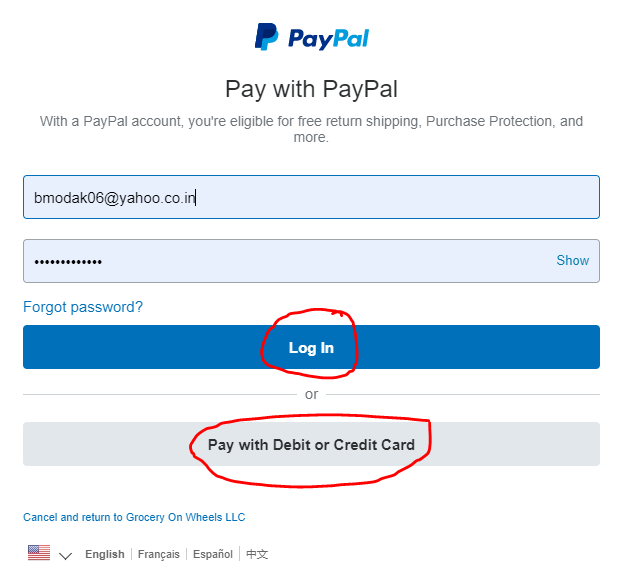 PayPal
Pay with PayPal
With a PayPal account, you're eligible for free return shipping, Purchase Protection, and
more.
bmodak06@yahoo.co.in
•••••••••••••
Show
Forgot password?
Log In
or
Pay with Debit or Credit Card
Cancel and return to Grocery On Wheels LLC
English Français Español 中文